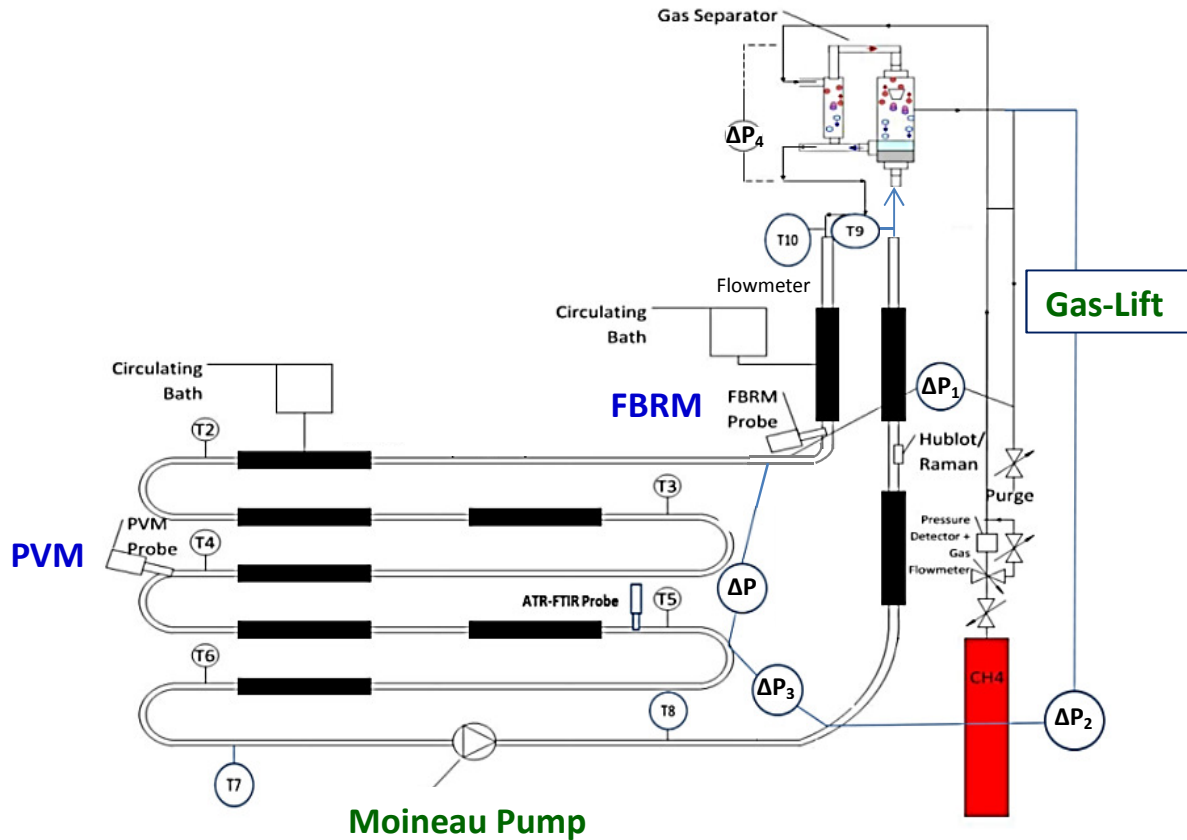 Gas Separator
ΔP4
T10
T9
Flowmeter
Gas-Lift
Circulating
Bath
Circulating
Bath
FBRM
FBRM
Probe
ΔP1
T2
Hublot/
Raman
T3
Purge
PVM
PVM
Probe
T4
Pressure
Detector +
Gas
Flowmeter
ΔP
ATR-FTIR Probe
T5
T6
CH4
ΔP3
T8
ΔP2
T7
Moineau Pump